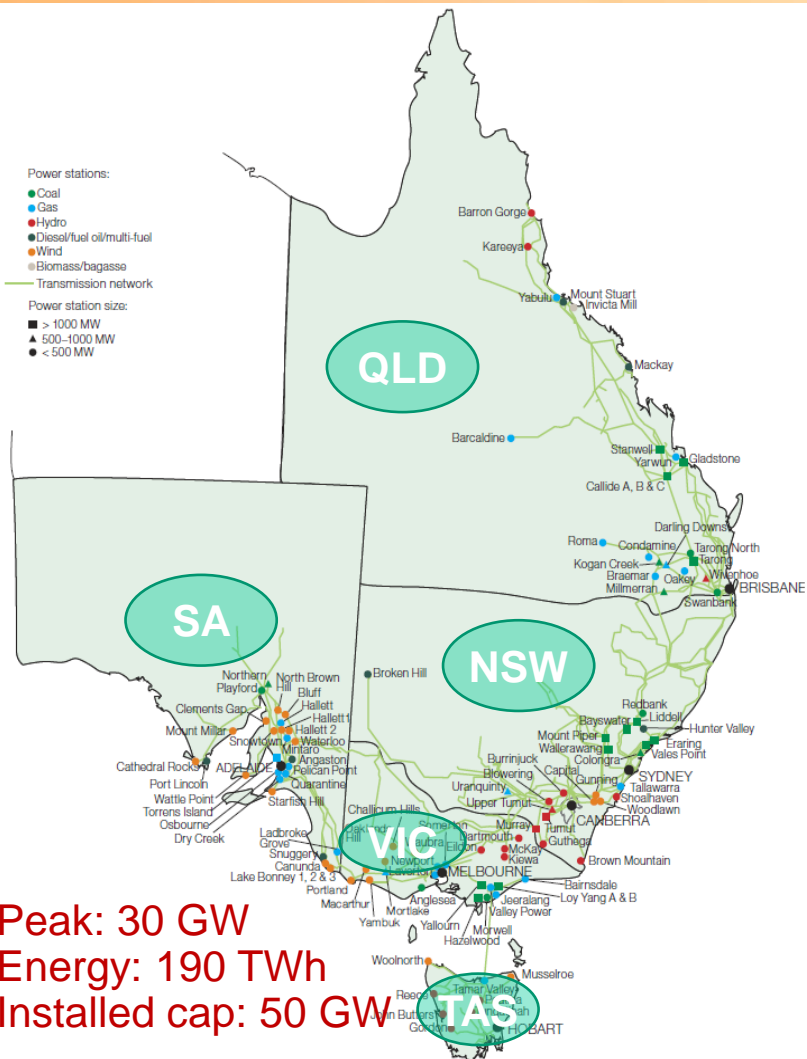 Power stations:
Coal
Gas
Hydro
Diesel/fuel oil/multi-fuel
Wind
Biomass/bagasse
Transmission network
Power station size:
> 1000 MW
500–1000 MW
< 500 MW
Barron Gorge
Kareeya
Yabulu
Mount Stuart
Invicta Mill
QLD
Mackay
Barcaldine
Stanwell
Yarwun
Gladstone
Callide A, B & C
Darling Downs
Roma
Condamine
Tarong North
Tarong
Kogan Creek
Braemar
Oakey
Wivenhoe
Millmerran
BRISBANE
Swanbank
SA
NSW
Northern
Playford
North Brown
Hill
Bluff
Clements Gap
Hallett
Hallett 1
Mount Millar
Hallett 2
Snowtown
Waterloo
Mintaro
Cathedral Rocks
ADELAIDE
Angaston
Pelican Point
Port Lincoln
Quarantine
Wattle Point
Torrens Island
Starfish Hill
Osbourne
Dry Creek
Broken Hill
Redbank
Bayswater
Liddell
Hunter Valley
Mount Piper
Eraring
Wallerawang
Vales Point
Colongra
Burrinjuck
Capital
SYDNEY
Blowering
Gunning
Tallawarra
Uranquinty
Shoalhaven
Upper Tumut
Woodlawn
CANBERRA
Challicum Hills
Murray
Tumut
Dartmouth
Guthega
VIC
Waubra
Eildon
McKay
Kiewa
Brown Mountain
Ladbroke
Grove
Snuggery
Canunda
Lake Bonney 1, 2 & 3
Newport
Laverton
MELBOURNE
Portland
Macarthur
Yambuk
Mortlake
Anglesea
Bairnsdale
Loy Yang A & B
Jeeralang
Valley Power
Yallourn
Morwell
Hazelwood
Peak: 30 GW
Energy: 190 TWh
Installed cap: 50 GW
Woolnorth
Musselroe
Tamar Valley
Reece
John Butters
TAS
Gordon
HOBART